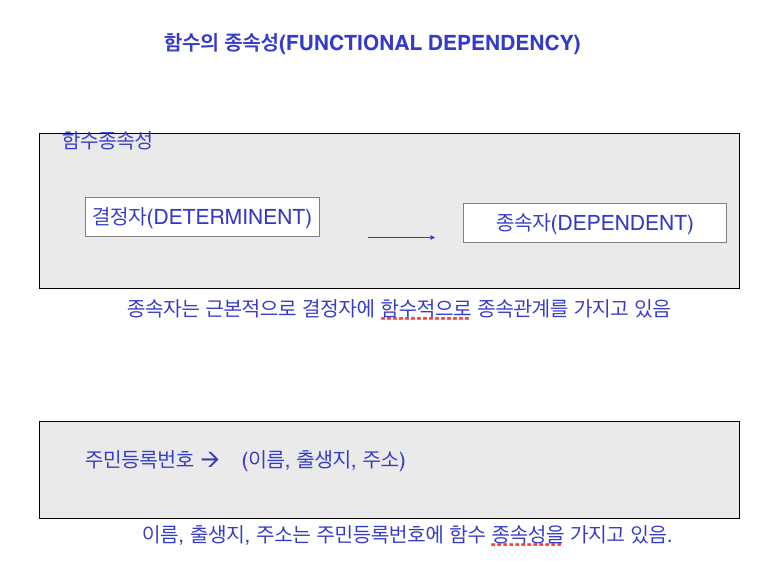 함수의 종속성(FUNCTIONAL DEPENDENCY)
함수종속성
결정자(DETERMINENT)
종속자(DEPENDENT)
종속자는 근본적으로 결정자에 함수적으로 종속관계를 가지고 있음
주민등록번호 → (이름, 출생지, 주소)
이름, 출생지, 주소는 주민등록번호에 함수 종속성을 가지고 있음.